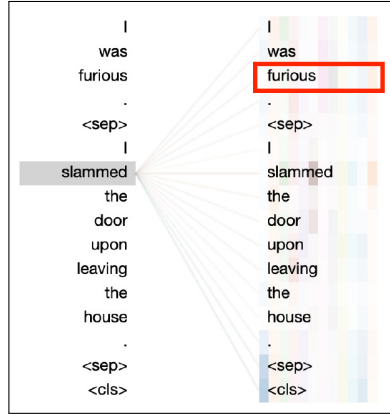 I I
was was
furious furious
. .
<sep> <sep>
I I
slammed slammed
the the
door door
upon upon
leaving leaving
the the
house house
. .
<sep> <sep>
<cls> <cls>